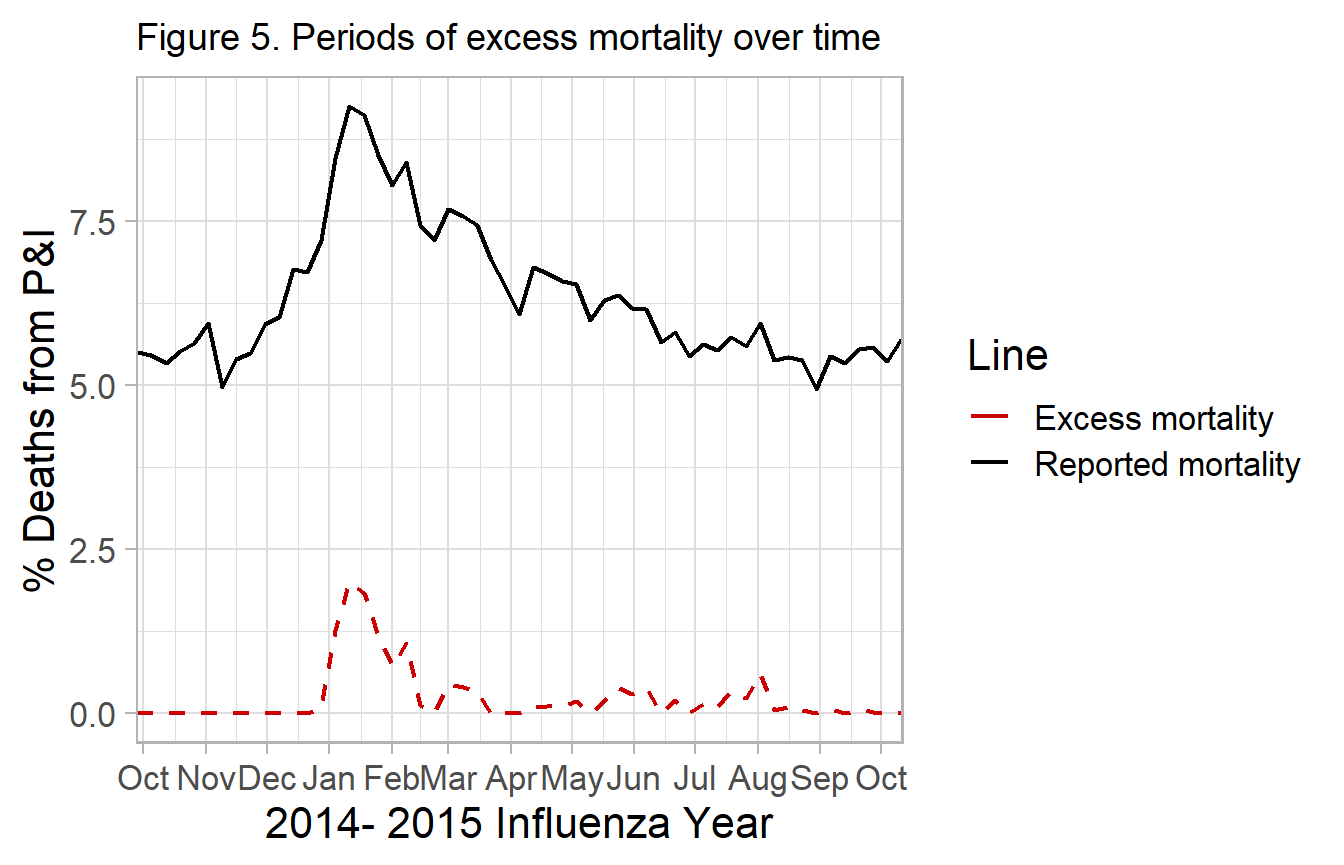 Figure 5. Periods of excess mortality over time
% Deaths from P&I
7.5
5.0
2.5
0.0
Oct Nov Dec Jan Feb Mar Apr May Jun Jul Aug Sep Oct
2014- 2015 Influenza Year
Line
Excess mortality
Reported mortality